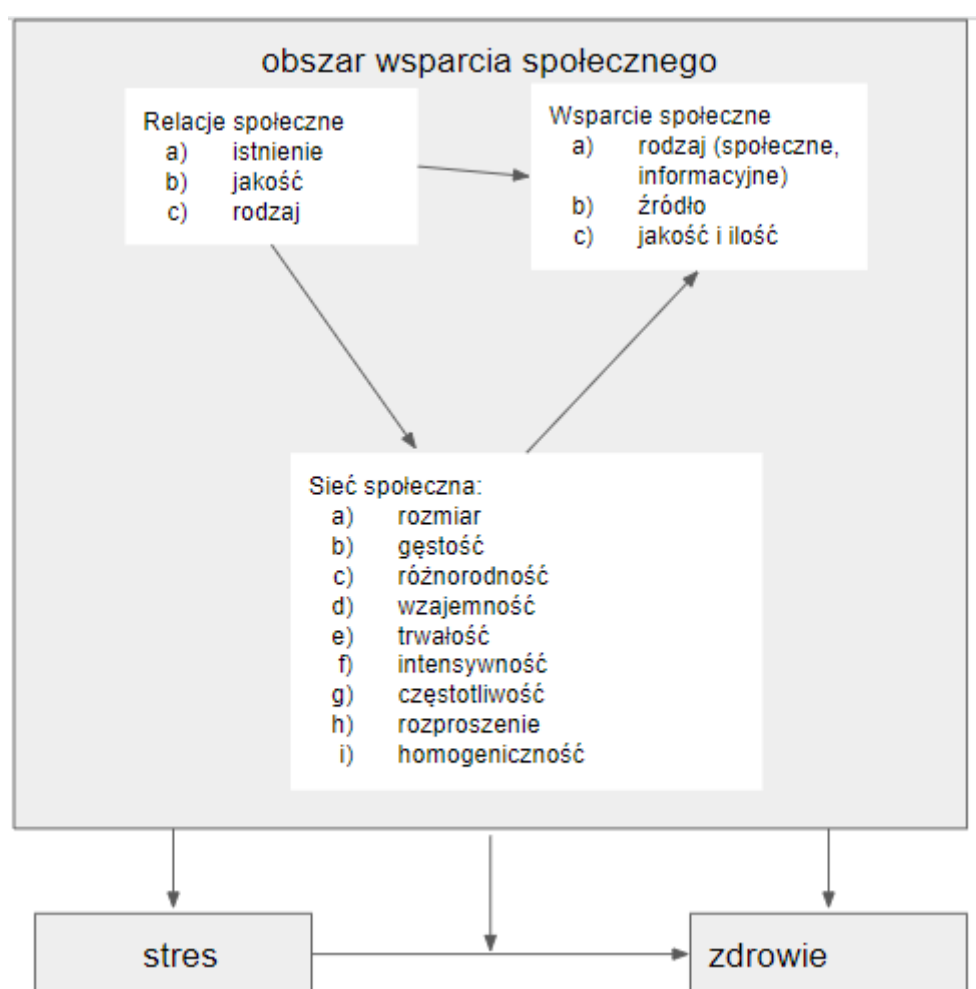 obszar wsparcia społecznego
Relacje społeczne
a) istnienie
b) jakość
c) rodzaj
Wsparcie społeczne
a) rodzaj (społeczne,
informacyjne)
b) źródło
c) jakość i ilość
Sieć społeczna:
a) rozmiar
b) gęstość
c) różnorodność
d) wzajemność
e) trwałość
f) intensywność
g) częstotliwość
h) rozproszenie
i) homogeniczność
stres
zdrowie